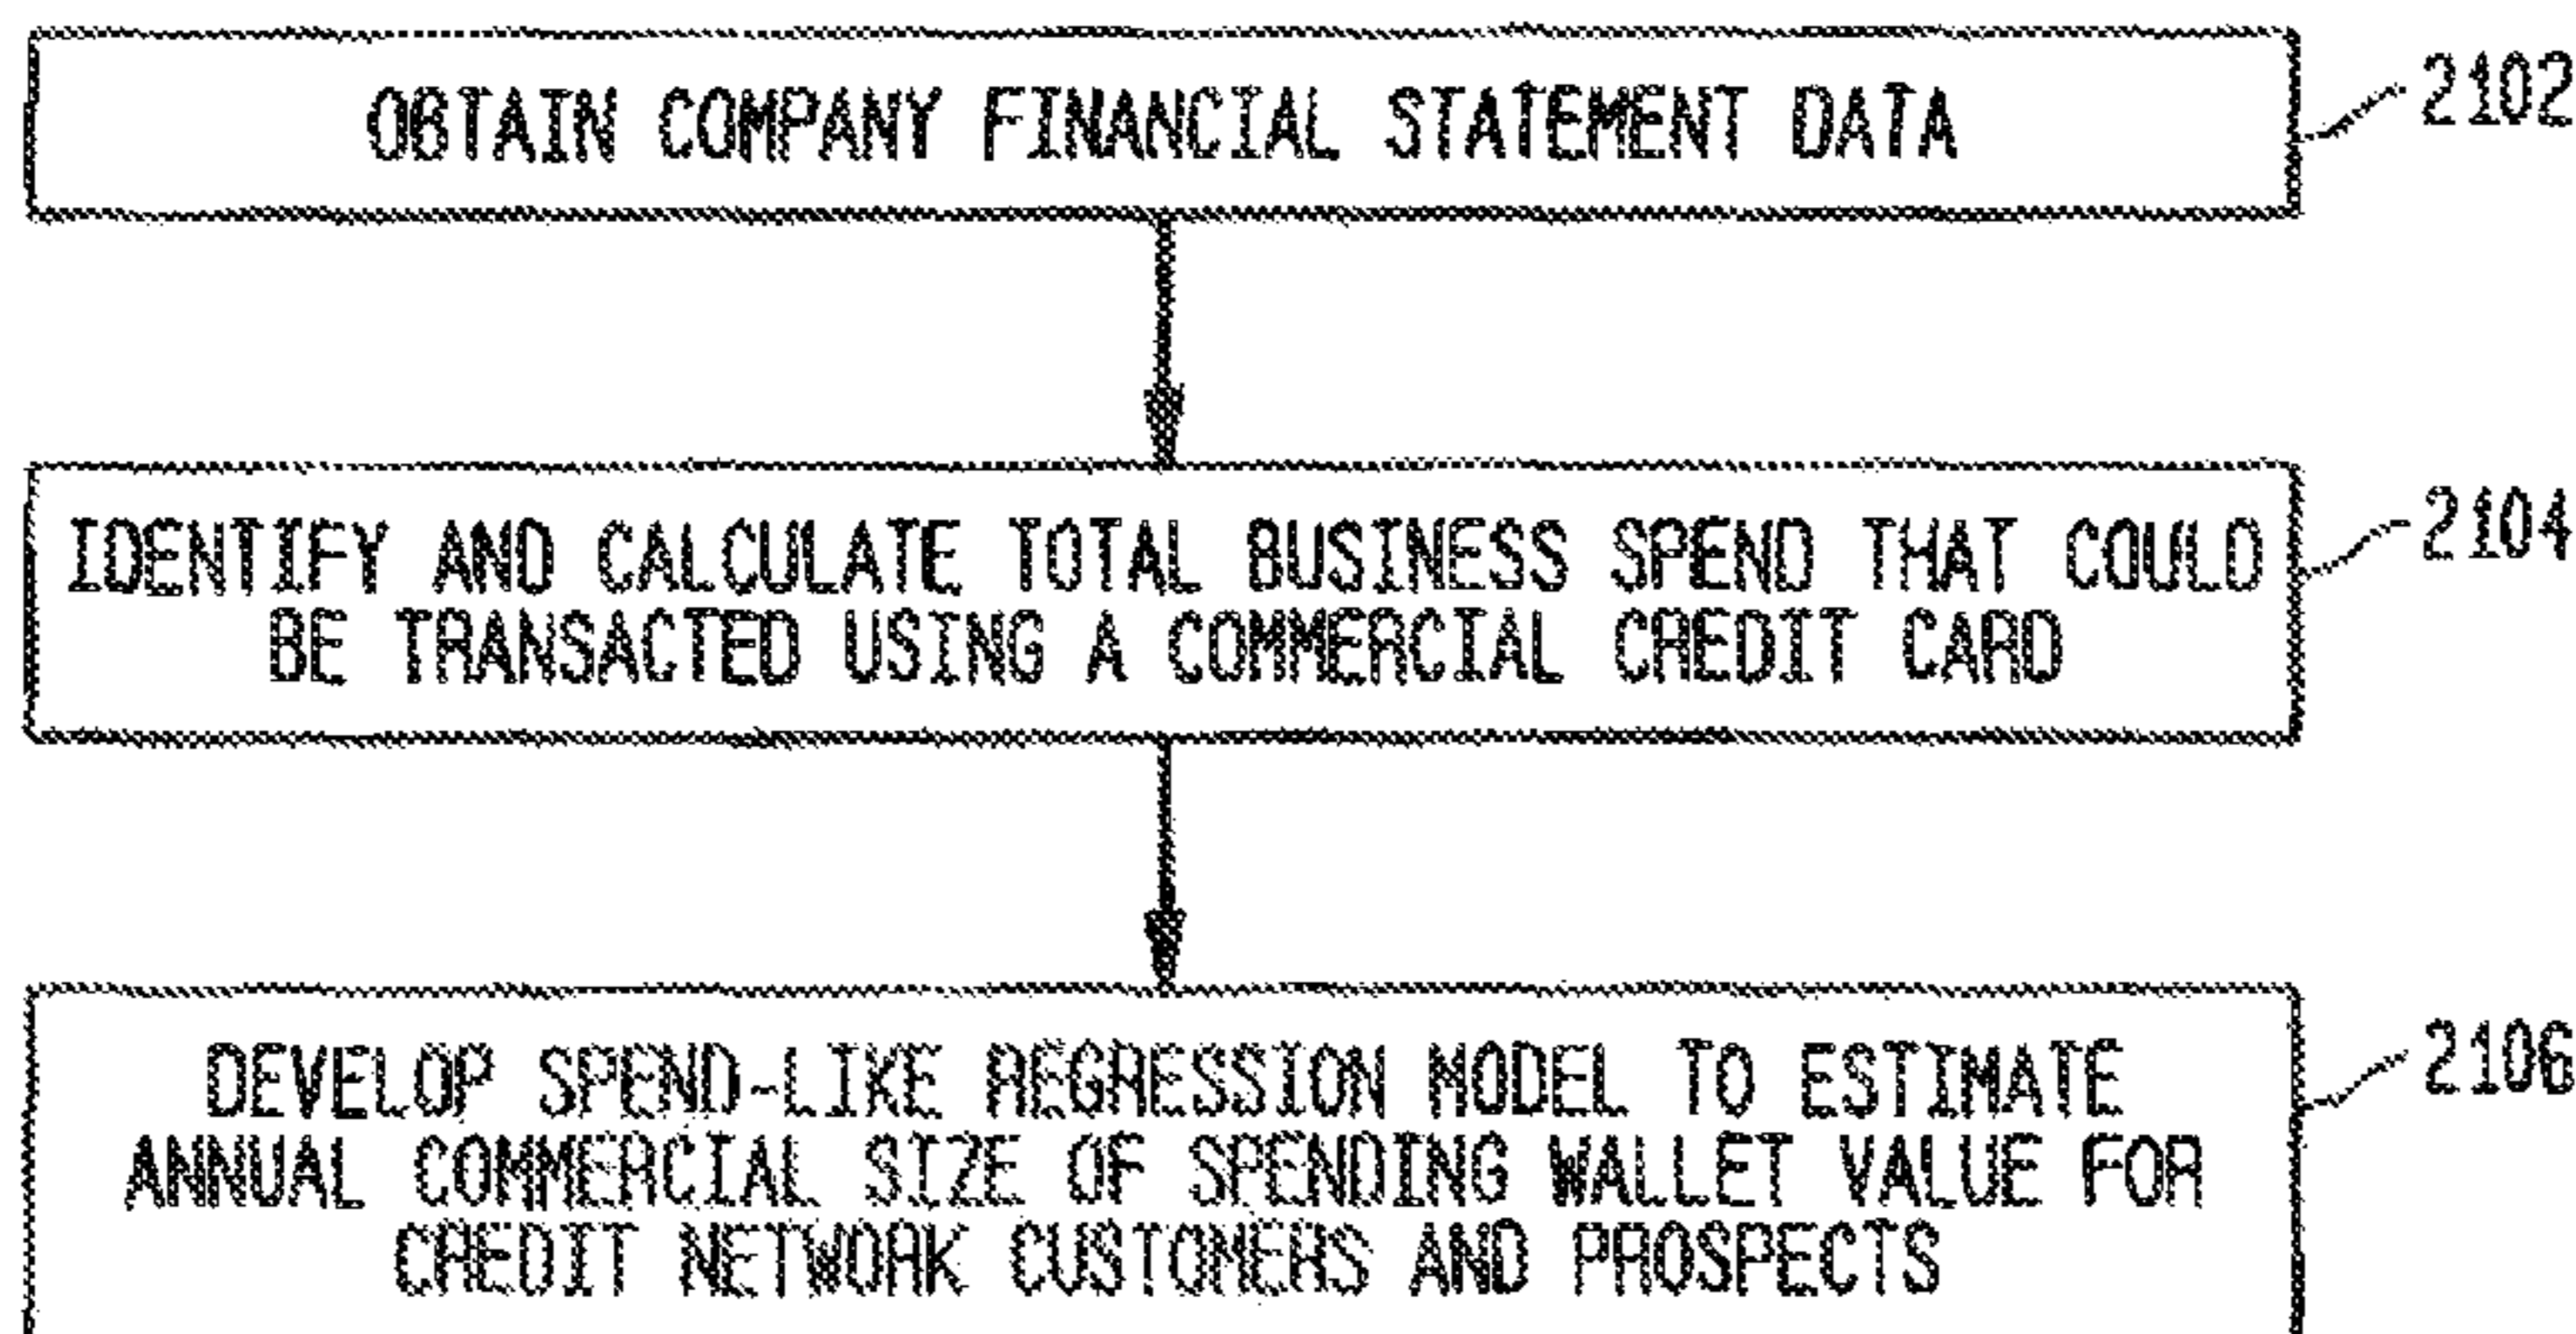 OBTAIN COMPANY FINANCIAL STATEMENT DATA
2102
IDENTIFY AND CALCULATE TOTAL BUSINESS SPEND THAT COULD
BE TRANSACTED USING A COMMERCIAL CREDIT CARD
2104
DEVELOP SPEND-LIKE REGRESSION MODEL TO ESTIMATE
ANNUAL COMMERCIAL SIZE OF SPENDING WALLET VALUE FOR
CREDIT NETWORK CUSTOMERS AND PROSPECTS
2106